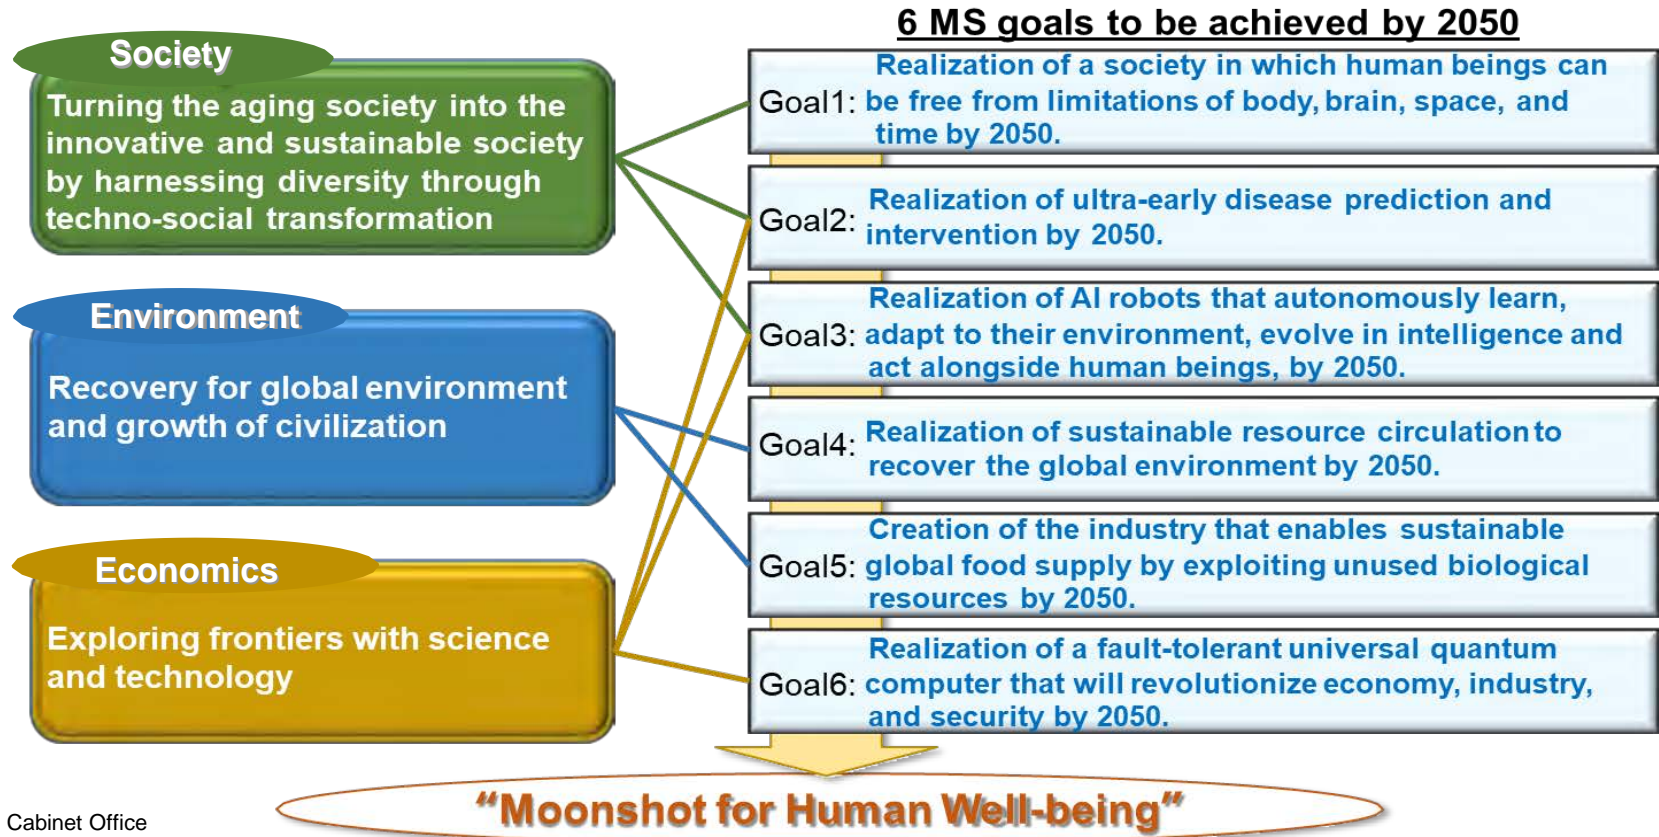 6 MS goals to be achieved by 2050
Society
Turning the aging society into the
innovative and sustainable society
by harnessing diversity through
techno-social transformation
Environment
Recovery for global environment
and growth of civilization
Economics
Exploring frontiers with science
and technology
Realization of a society in which human beings can
Goal1: be free from limitations of body, brain, space, and
time by 2050.
Realization of ultra-early disease prediction and
Goal2: intervention by 2050.
Realization of AI robots that autonomously learn,
Goal3: adapt to their environment, evolve in intelligence and
act alongside human beings, by 2050.
Goal4: Realization of sustainable resource circulation to
recover the global environment by 2050.
Creation of the industry that enables sustainable
Goal5: global food supply by exploiting unused biological
resources by 2050.
Realization of a fault-tolerant universal quantum
Goal6: computer that will revolutionize economy, industry,
and security by 2050.
“Moonshot for Human Well-being”
Cabinet Office